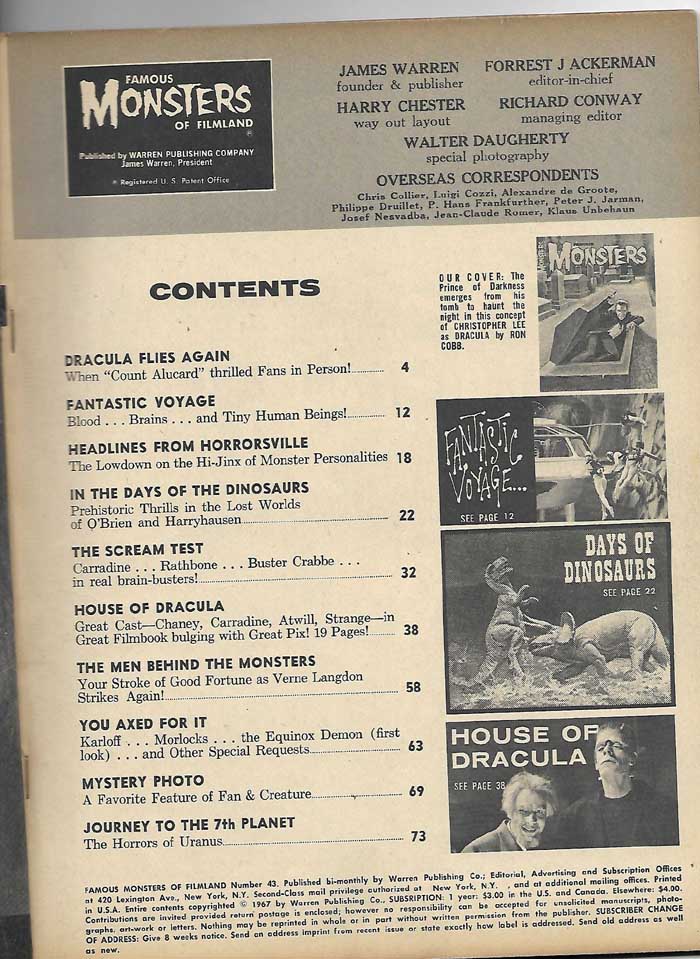 FAMOUS
MONSTERS
OF FILMLAND
®
Published by WARREN PUBLISHING COMPANY
James Warren, President
® Registered U. S. Patent Office
JAMES WARREN
founder & publisher
FORREST J ACKERMAN
editor-in-chief
HARRY CHESTER
way out layout
RICHARD CONWAY
managing editor
WALTER DAUGHERTY
special photography
OVERSEAS CORRESPONDENTS
Chris Collier, Luigi Cozzi, Alexandre de Groote,
Philippe Druillet, P. Hans Frankfurther, Peter J. Jarman,
Josef Nesvadba, Jean-Claude Romer, Klaus Unbehaun
CONTENTS
OUR COVER: The
Prince of Darkness
emerges from his
tomb to haunt the
night in this concept
of CHRISTOPHER LEE
as DRACULA by RON
COBB.
MONSTERS
DRACULA FLIES AGAIN
When "Count Alucard" thrilled Fans in Person!............ 4
FANTASTIC VOYAGE
Blood . . . Brains . . . and Tiny Human Beings!............ 12
HEADLINES FROM HORRORSVILLE
The Lowdown on the Hi-Jinx of Monster Personalities 18
IN THE DAYS OF THE DINOSAURS
Prehistoric Thrills in the Lost Worlds
of O'Brien and Harryhausen............ 22
THE SCREAM TEST
Carradine . . . Rathbone . . . Buster Crabbe . . .
in real brain-busters!............ 32
HOUSE OF DRACULA
Great Cast—Chaney, Carradine, Atwill, Strange—in
Great Filmbook bulging with Great Pix! 19 Pages!............ 38
THE MEN BEHIND THE MONSTERS
Your Stroke of Good Fortune as Verne Langdon
Strikes Again!............ 58
YOU AXED FOR IT
Karloff . . . Morlocks . . . the Equinox Demon (first
look) . . . and Other Special Requests............ 63
MYSTERY PHOTO
A Favorite Feature of Fan & Creature............ 69
JOURNEY TO THE 7th PLANET
The Horrors of Uranus............ 73
FANTASTIC
VOYAGE...
SEE PAGE 12
DAYS OF
DINOSAURS
SEE PAGE 22
HOUSE OF
DRACULA
SEE PAGE 38
FAMOUS MONSTERS OF FILMLAND Number 43. Published bi-monthly by Warren Publishing Co.; Editorial, Advertising and Subscription Offices
at 420 Lexington Ave., New York, N.Y. Second-Class mail privilege authorized at New York, N.Y. , and at additional mailing offices. Printed
in U.S.A. Entire contents copyrighted © 1967 by Warren Publishing Co., SUBSRIPTION: 1 year: $3.00 in the U.S. and Canada. Elsewhere: $4.00.
Contributions are invited provided return postage is enclosed; however no responsibility can be accepted for unsolicited manuscripts, photo-
graphs, art-work or letters. Nothing may be reprinted in whole or in part without written permission from the publisher. SUBSCRIBER CHANGE
OF ADDRESS: Give 8 weeks notice. Send an address imprint from recent issue or state exactly how label is addressed. Send old address as well
as new.